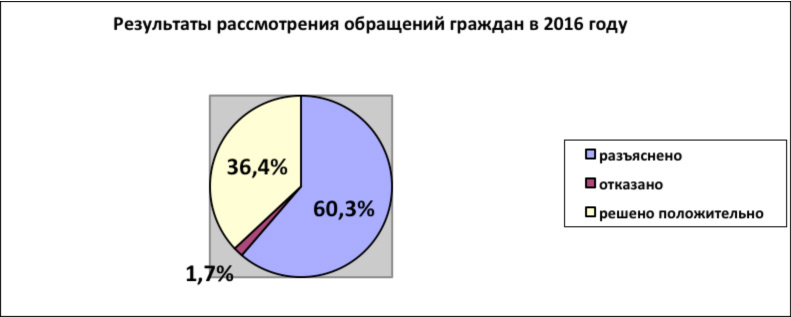 Результаты рассмотрения обращений граждан в 2016 году
36,4%
60,3%
1,7%
разъяснено
отказано
решено положительно